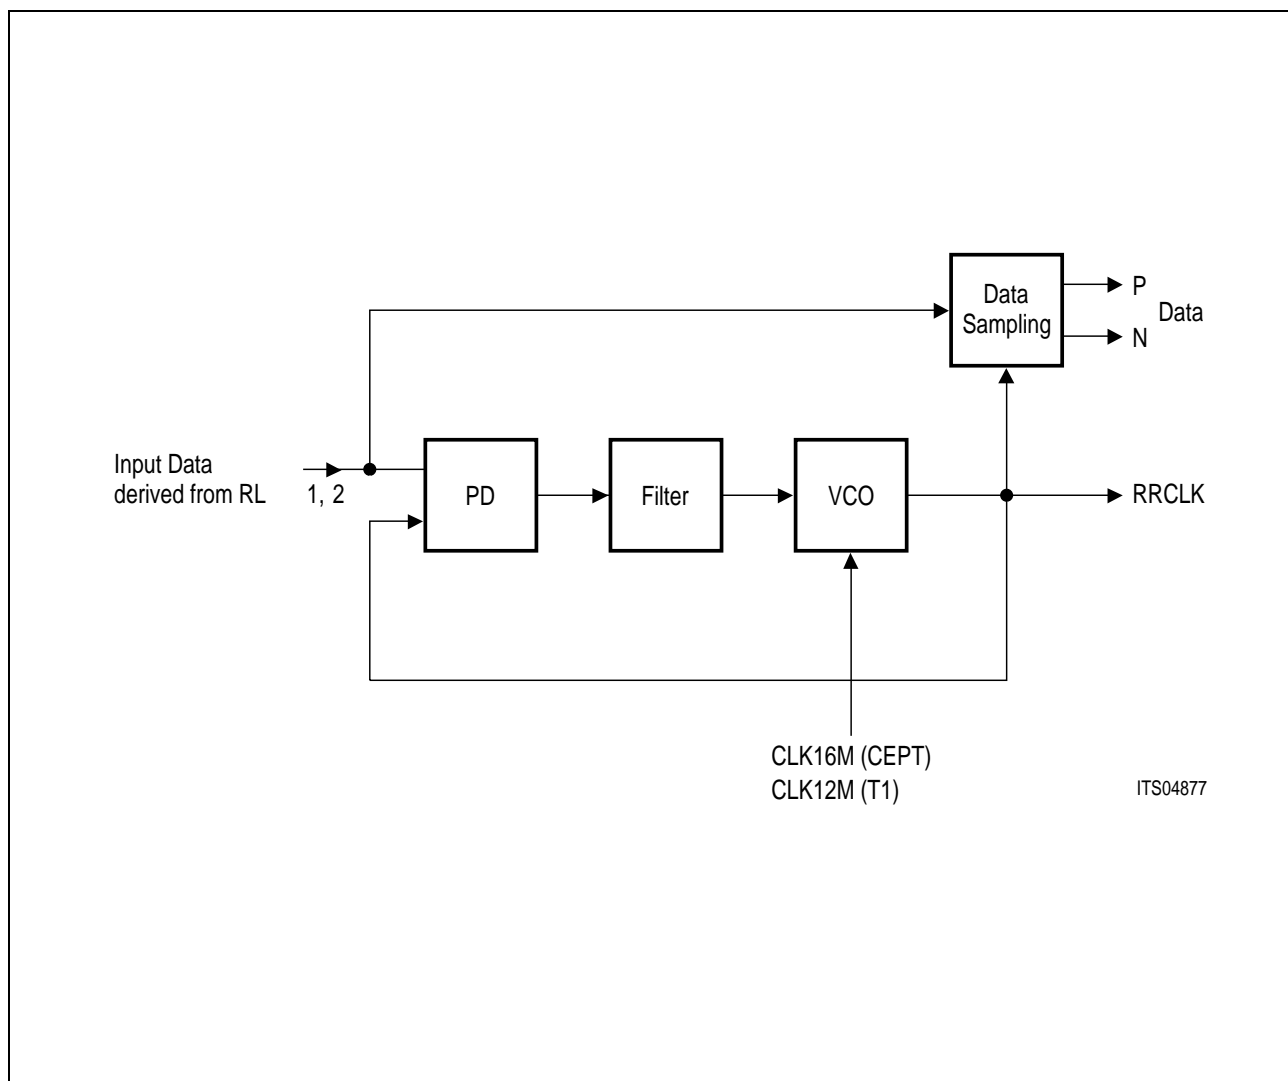 Data
Sampling
P
Data
N
Input Data
derived from RL
1, 2
PD
Filter
VCO
RRCLK
CLK16M (CEPT)
CLK12M (T1)
ITS04877